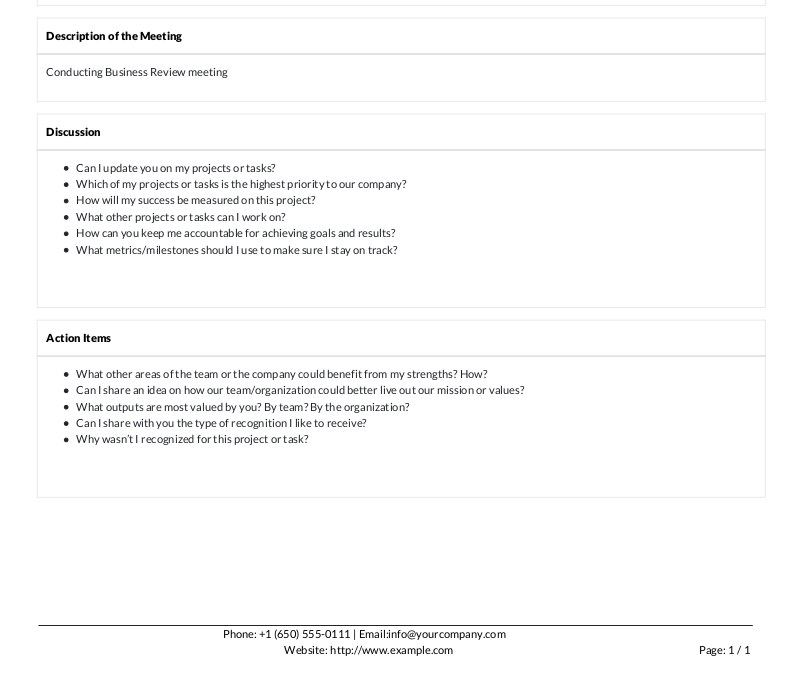 Description of the Meeting
Conducting Business Review meeting
Discussion
• Can I update you on my projects or tasks?
• Which of my projects or tasks is the highest priority to our company?
• How will my success be measured on this project?
• What other projects or tasks can I work on?
• How can you keep me accountable for achieving goals and results?
• What metrics/milestones should I use to make sure I stay on track?
Action Items
• What other areas of the team or the company could benefit from my strengths? How?
• Can I share an idea on how our team/organization could better live out our mission or values?
• What outputs are most valued by you? By team? By the organization?
• Can I share with you the type of recognition I like to receive?
• Why wasn't I recognized for this project or task?
Phone: +1 (650) 555-0111 | Email:info@yourcompany.com
Website: http://www.example.com Page: 1 / 1